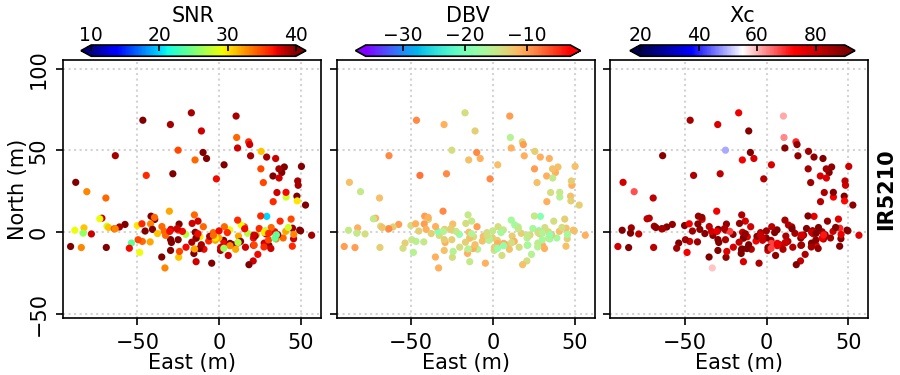 SNR DBV Xc
10 20 30 40 −30 −20 −10 20 40 60 80
100
50
0
−50
North (m)
IR5210
−50 0 50 −50 0 50 −50 0 50
East (m) East (m) East (m)